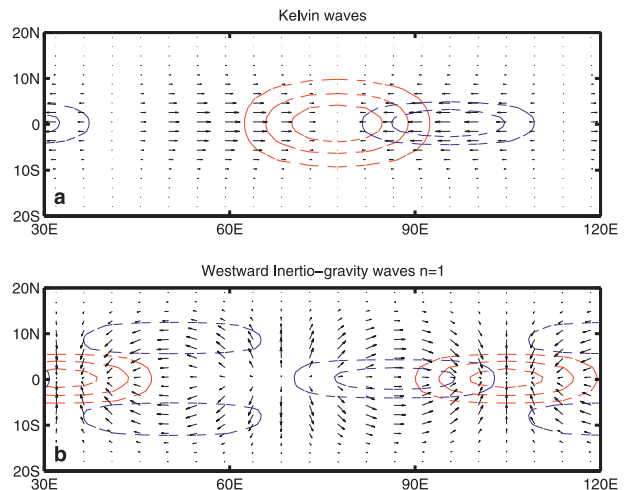 Kelvin waves
20N
10N
0
10S
20S
a
30E 60E 90E 120E
Westward Inertio-gravity waves n=1
20N
10N
0
10S
20S
b
30E 60E 90E 120E